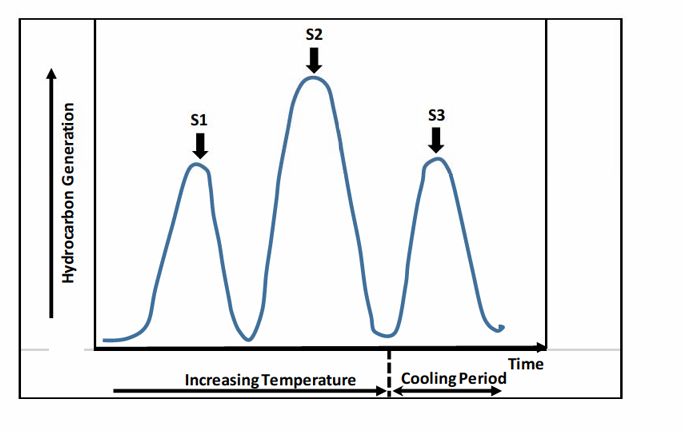 S2
S1
S3
Hydrocarbon Generation
Time
Increasing Temperature
Cooling Period